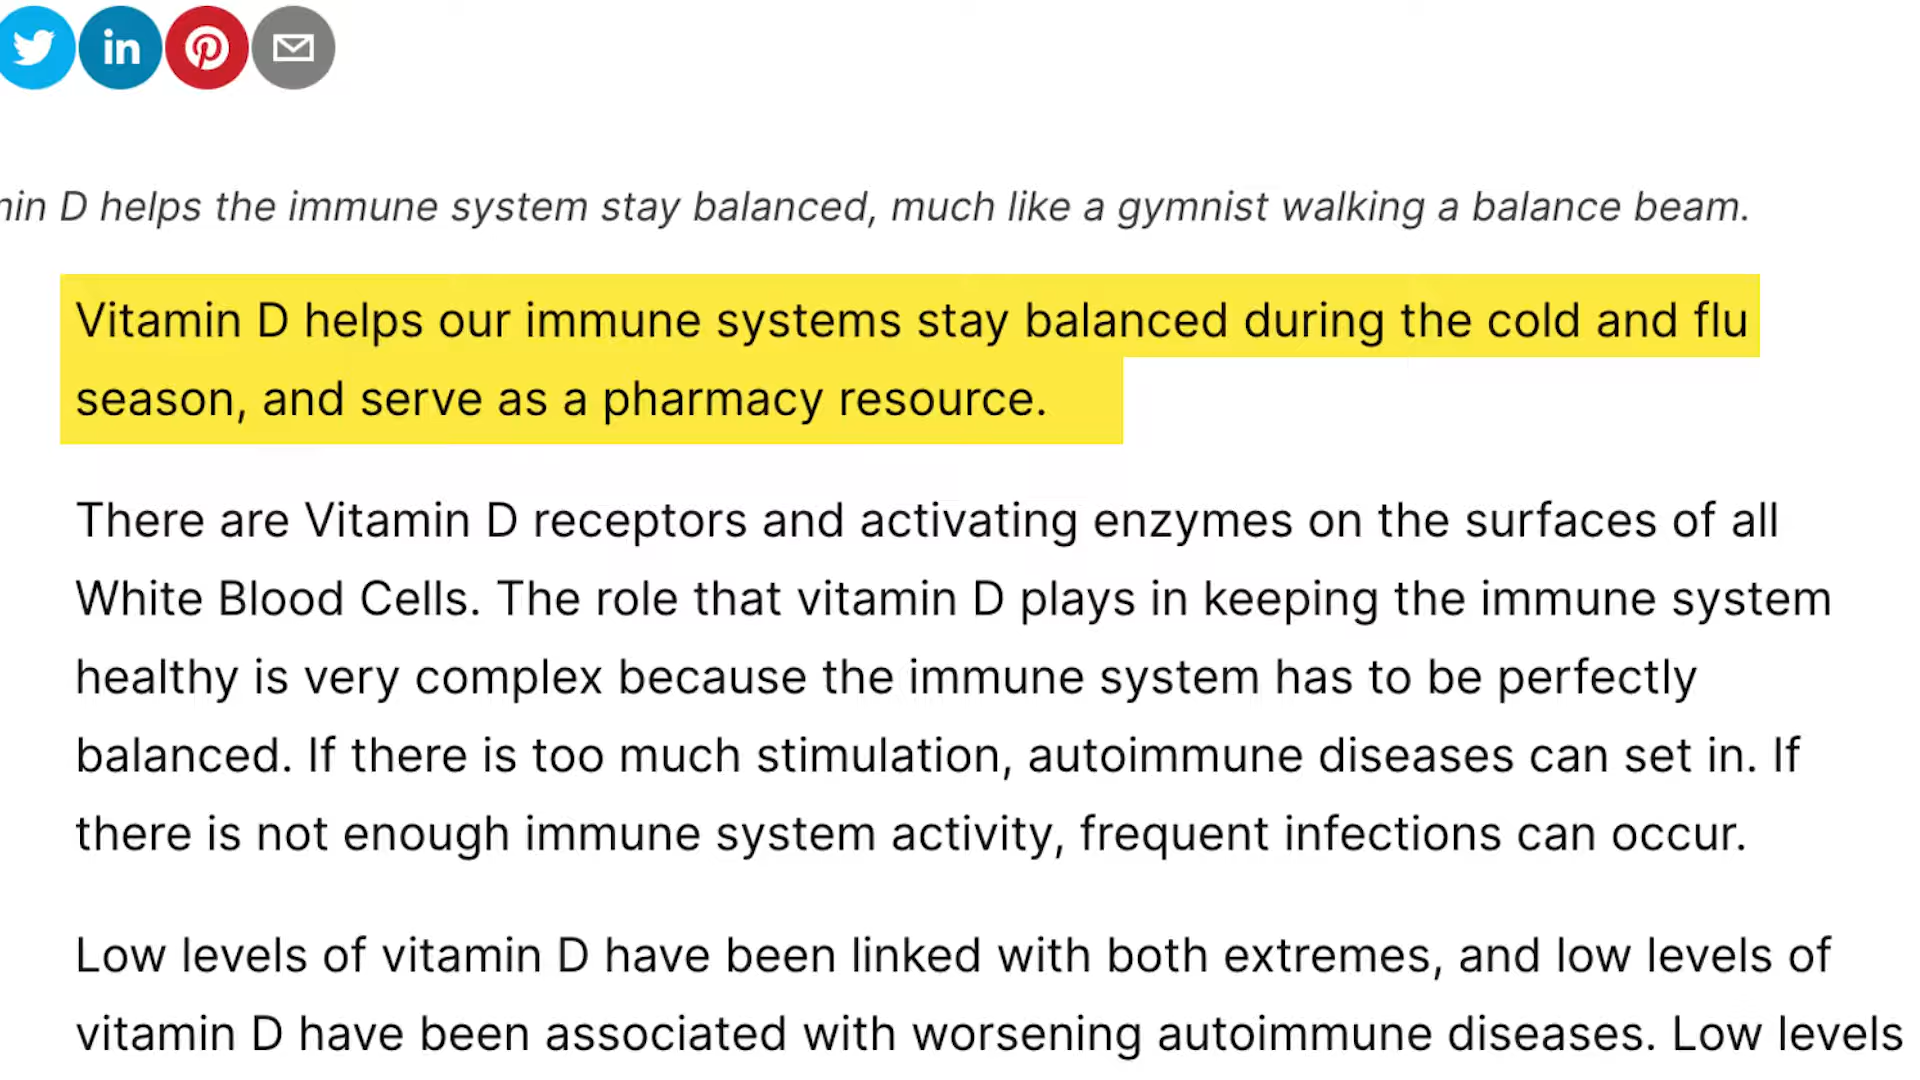 in
min D helps the immune system stay balanced, much like a gymnist walking a balance beam.
Vitamin D helps our immune systems stay balanced during the cold and flu
season, and serve as a pharmacy resource.
There are Vitamin D receptors and activating enzymes on the surfaces of all
White Blood Cells. The role that vitamin D plays in keeping the immune system
healthy is very complex because the immune system has to be perfectly
balanced. If there is too much stimulation, autoimmune diseases can set in. If
there is not enough immune system activity, frequent infections can occur.
Low levels of vitamin D have been linked with both extremes, and low levels of
vitamin D have been associated with worsening autoimmune diseases. Low levels